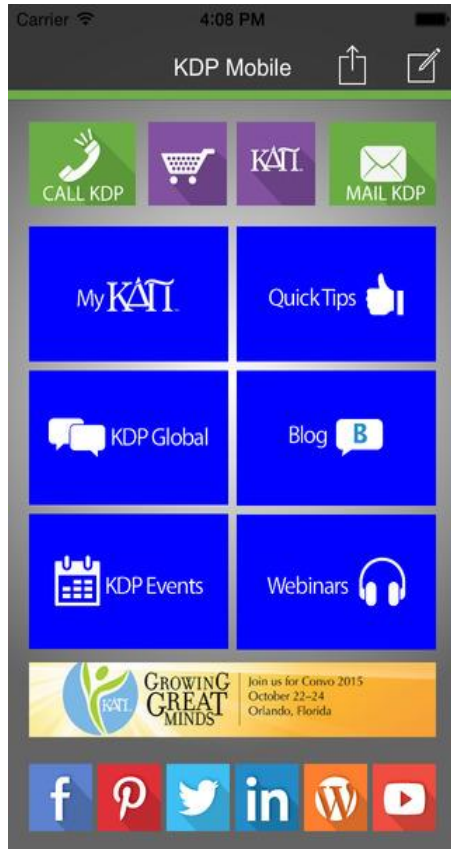 Carrier 4:08 PM
KDP Mobile
CALL KDP
ΚΔΠ
MAIL KDP
My ΚΔΠ
Quick Tips
KDP Global
Blog B
KDP Events
Webinars
ΚΔΠ
GROWING
GREAT
MINDS
Join us for Convo 2015
October 22–24
Orlando, Florida
f
in
W